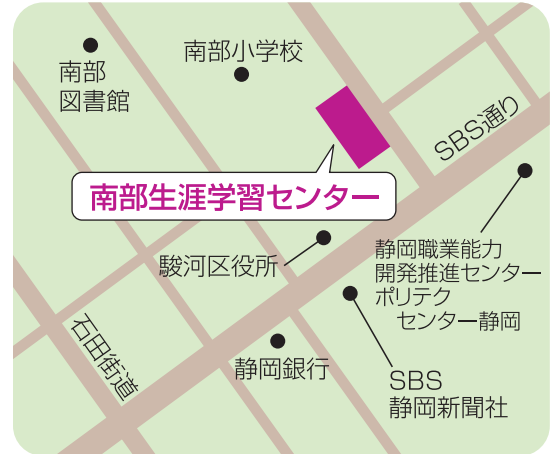 南部
図書館
南部小学校
SBS通り
南部生涯学習センター
駿河区役所
静岡職業能力
開発推進センター
ポリテク
センター静岡
石田街道
静岡銀行
SBS
静岡新聞社